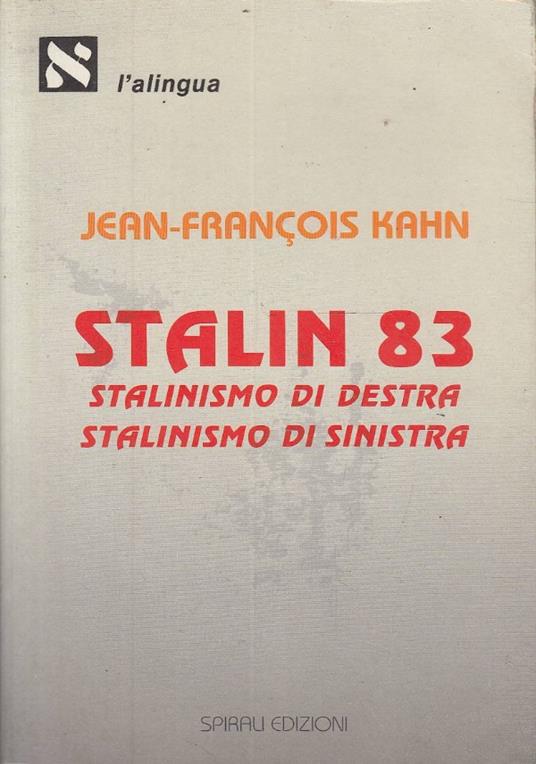 א l'alingua
JEAN-FRANÇOIS KAHN
STALIN 83
STALINISMO DI DESTRA
STALINISMO DI SINISTRA
SPIRALI EDIZIONI